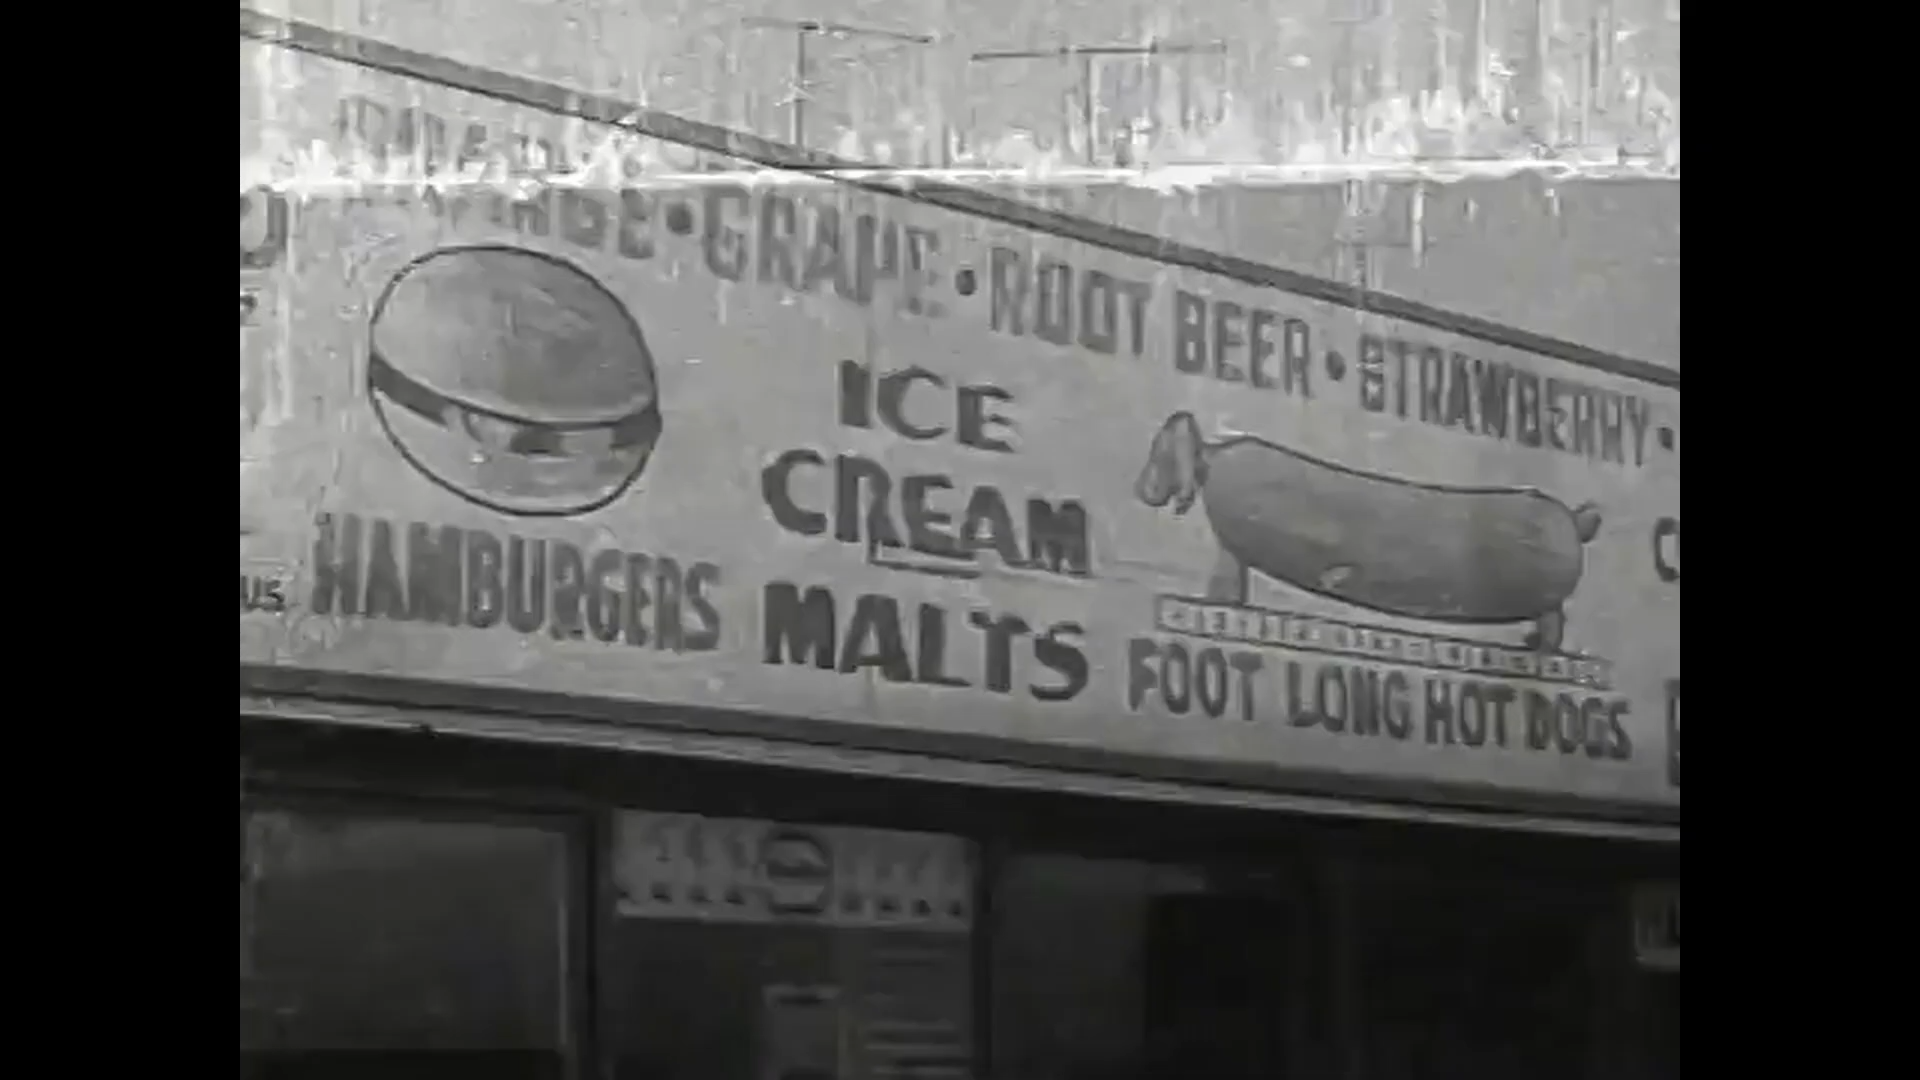 GRAPE • ROOT BEER • STRAWBERRY •
ICE
CREAM
HAMBURGERS
MALTS
FOOT LONG HOT DOGS